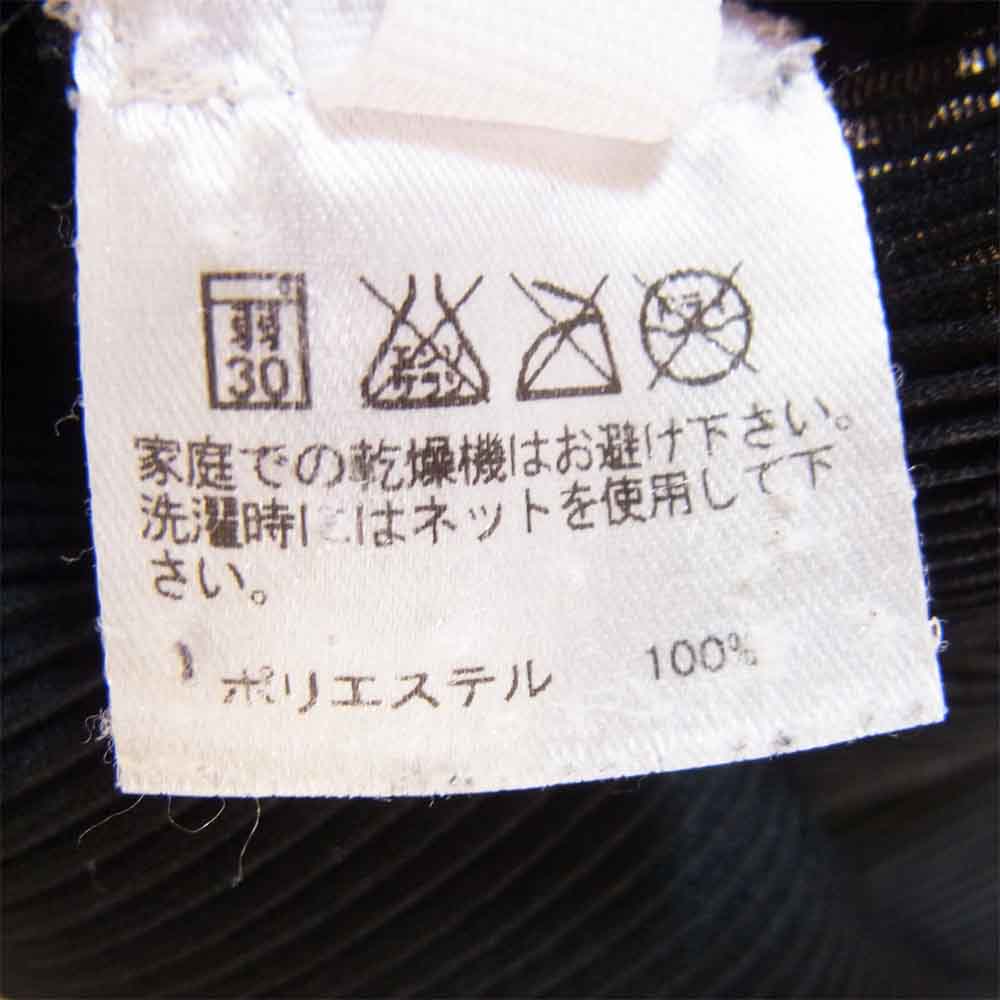 弱
30
エンソ
サラシ
ドライ
家庭での乾燥機はお避け下さい。
洗濯時にはネットを使用して下
さい。
ポリエステル 100%